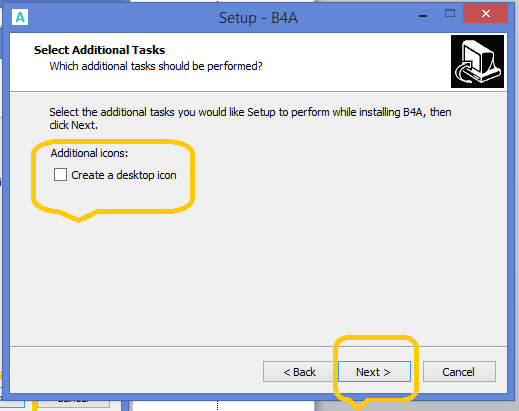 A
Setup - B4A
Select Additional Tasks
Which additional tasks should be performed?
Select the additional tasks you would like Setup to perform while installing B4A, then
click Next.
Additional icons:
Create a desktop icon
< Back
Next >
Cancel